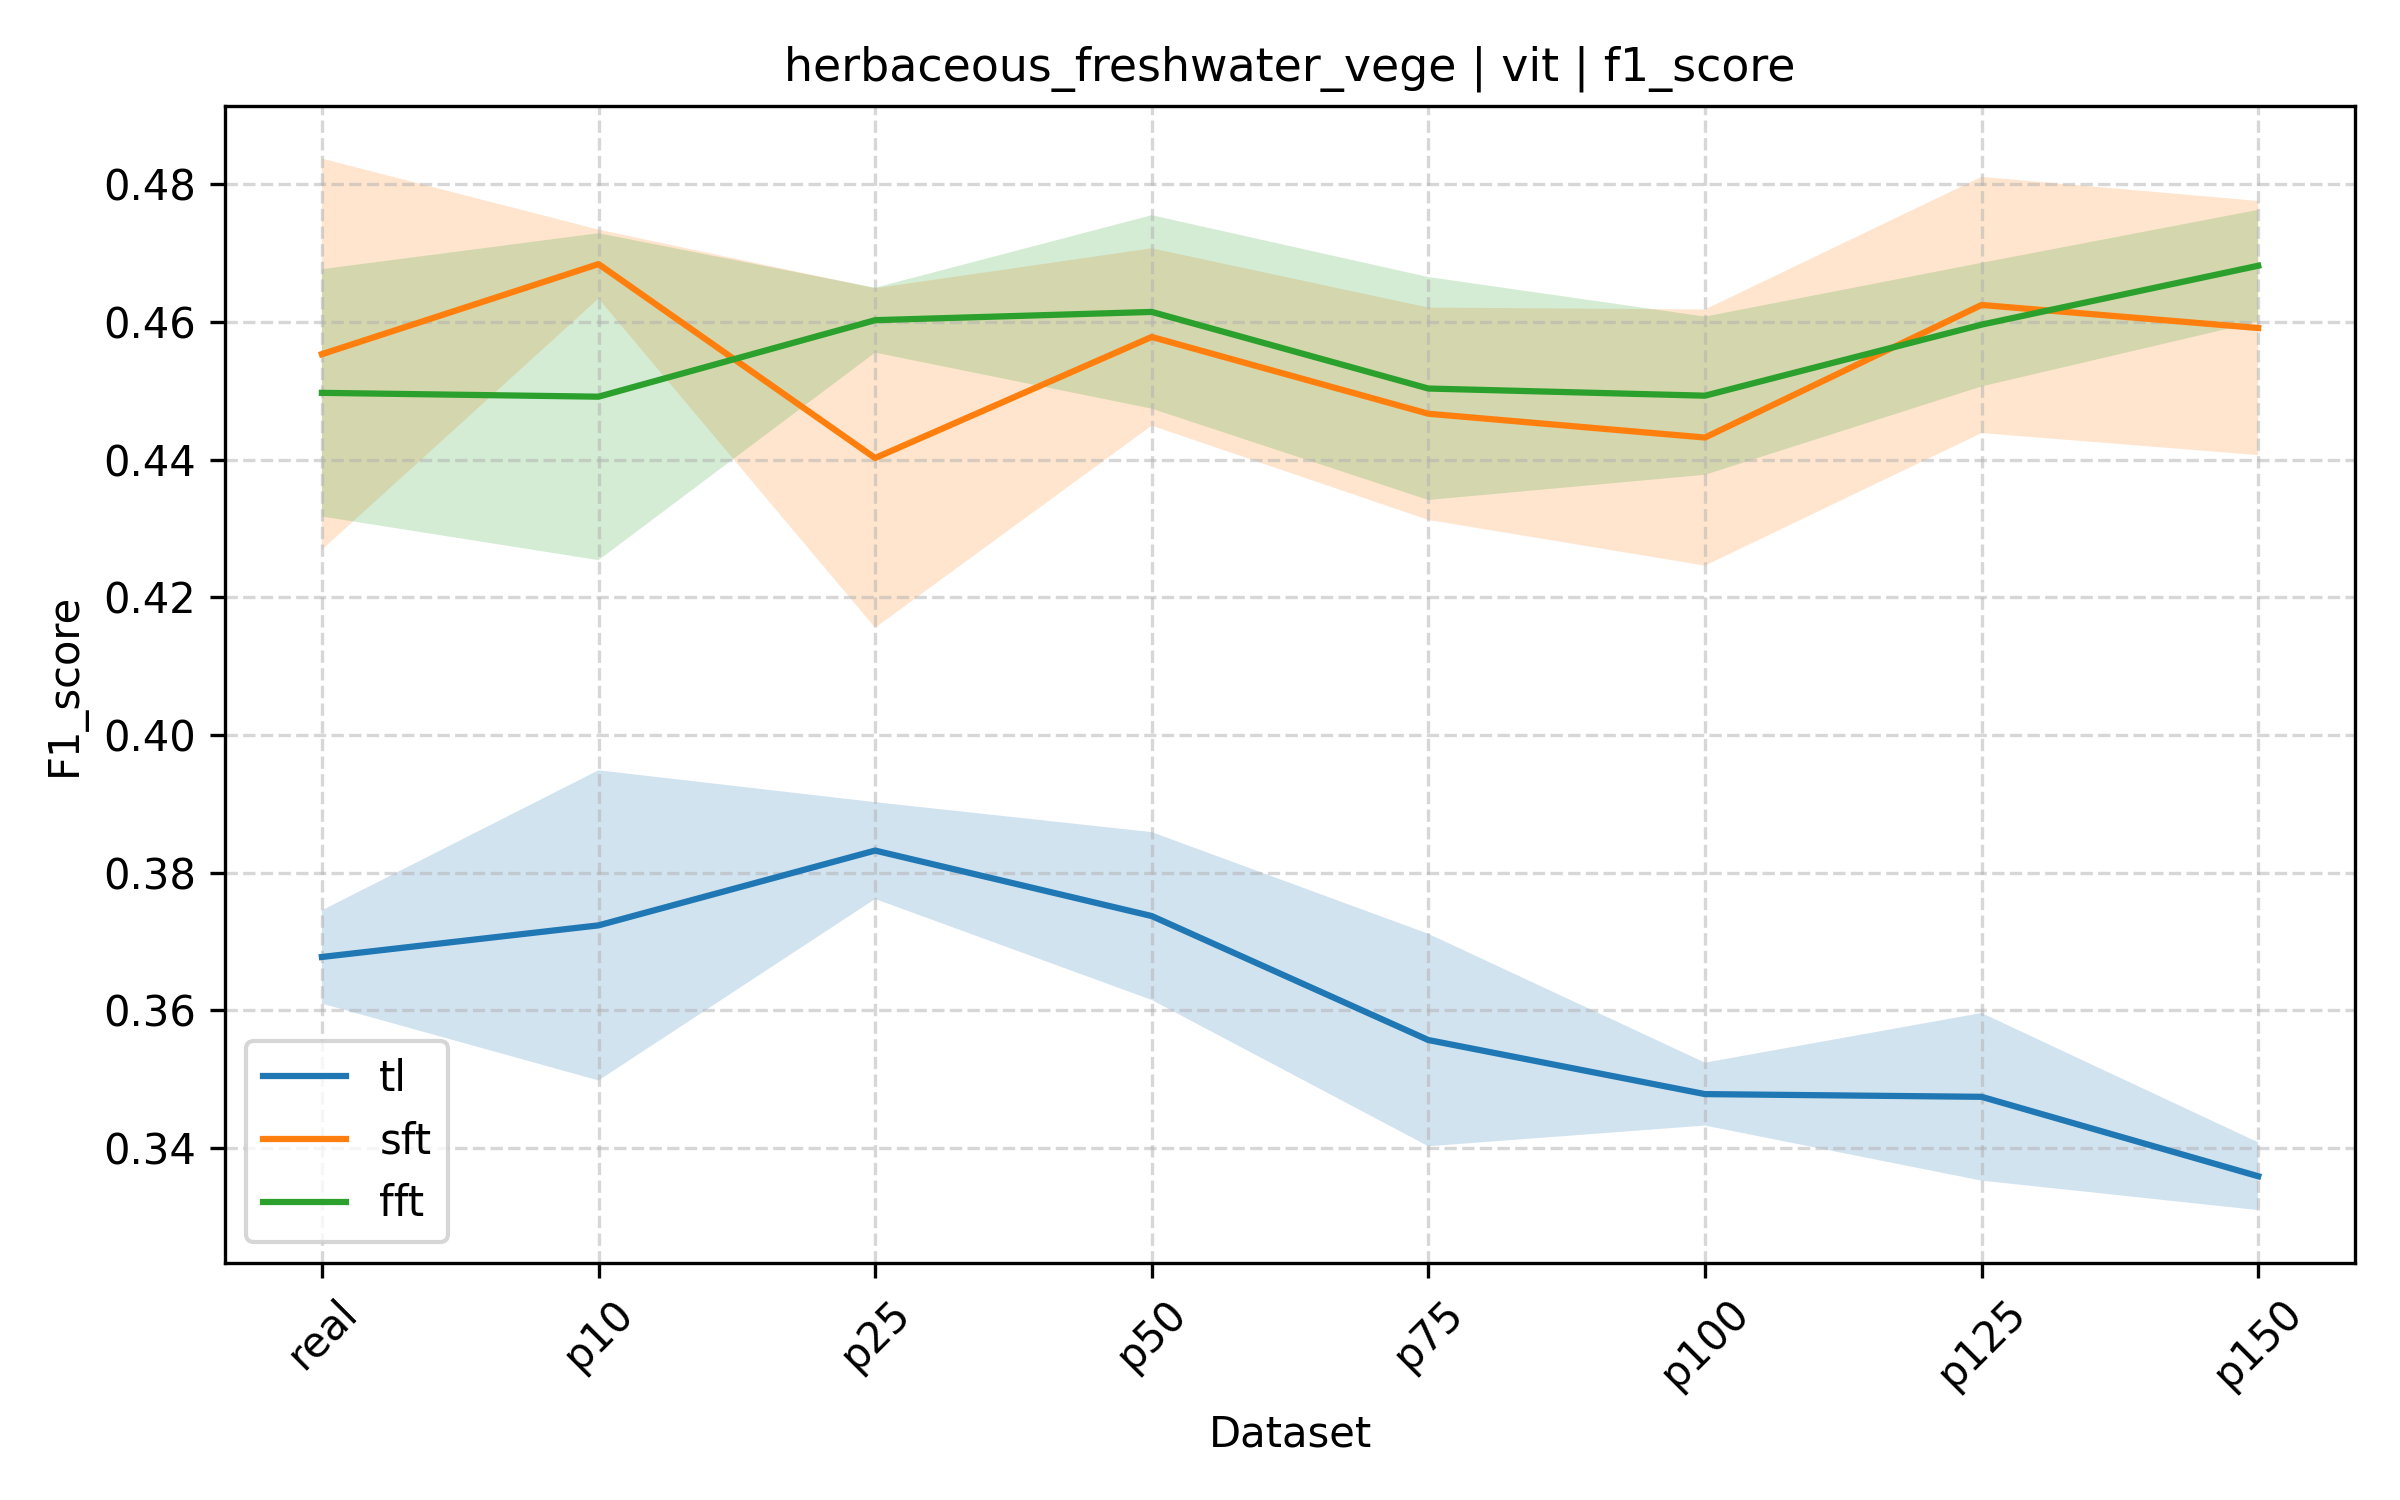 herbaceous_freshwater_vege | vit | f1_score
F1_score
0.48
0.46
0.44
0.42
0.40
0.38
0.36
0.34
tl
sft
fft
real
p10
p25
p50
p75
p100
p125
p150
Dataset